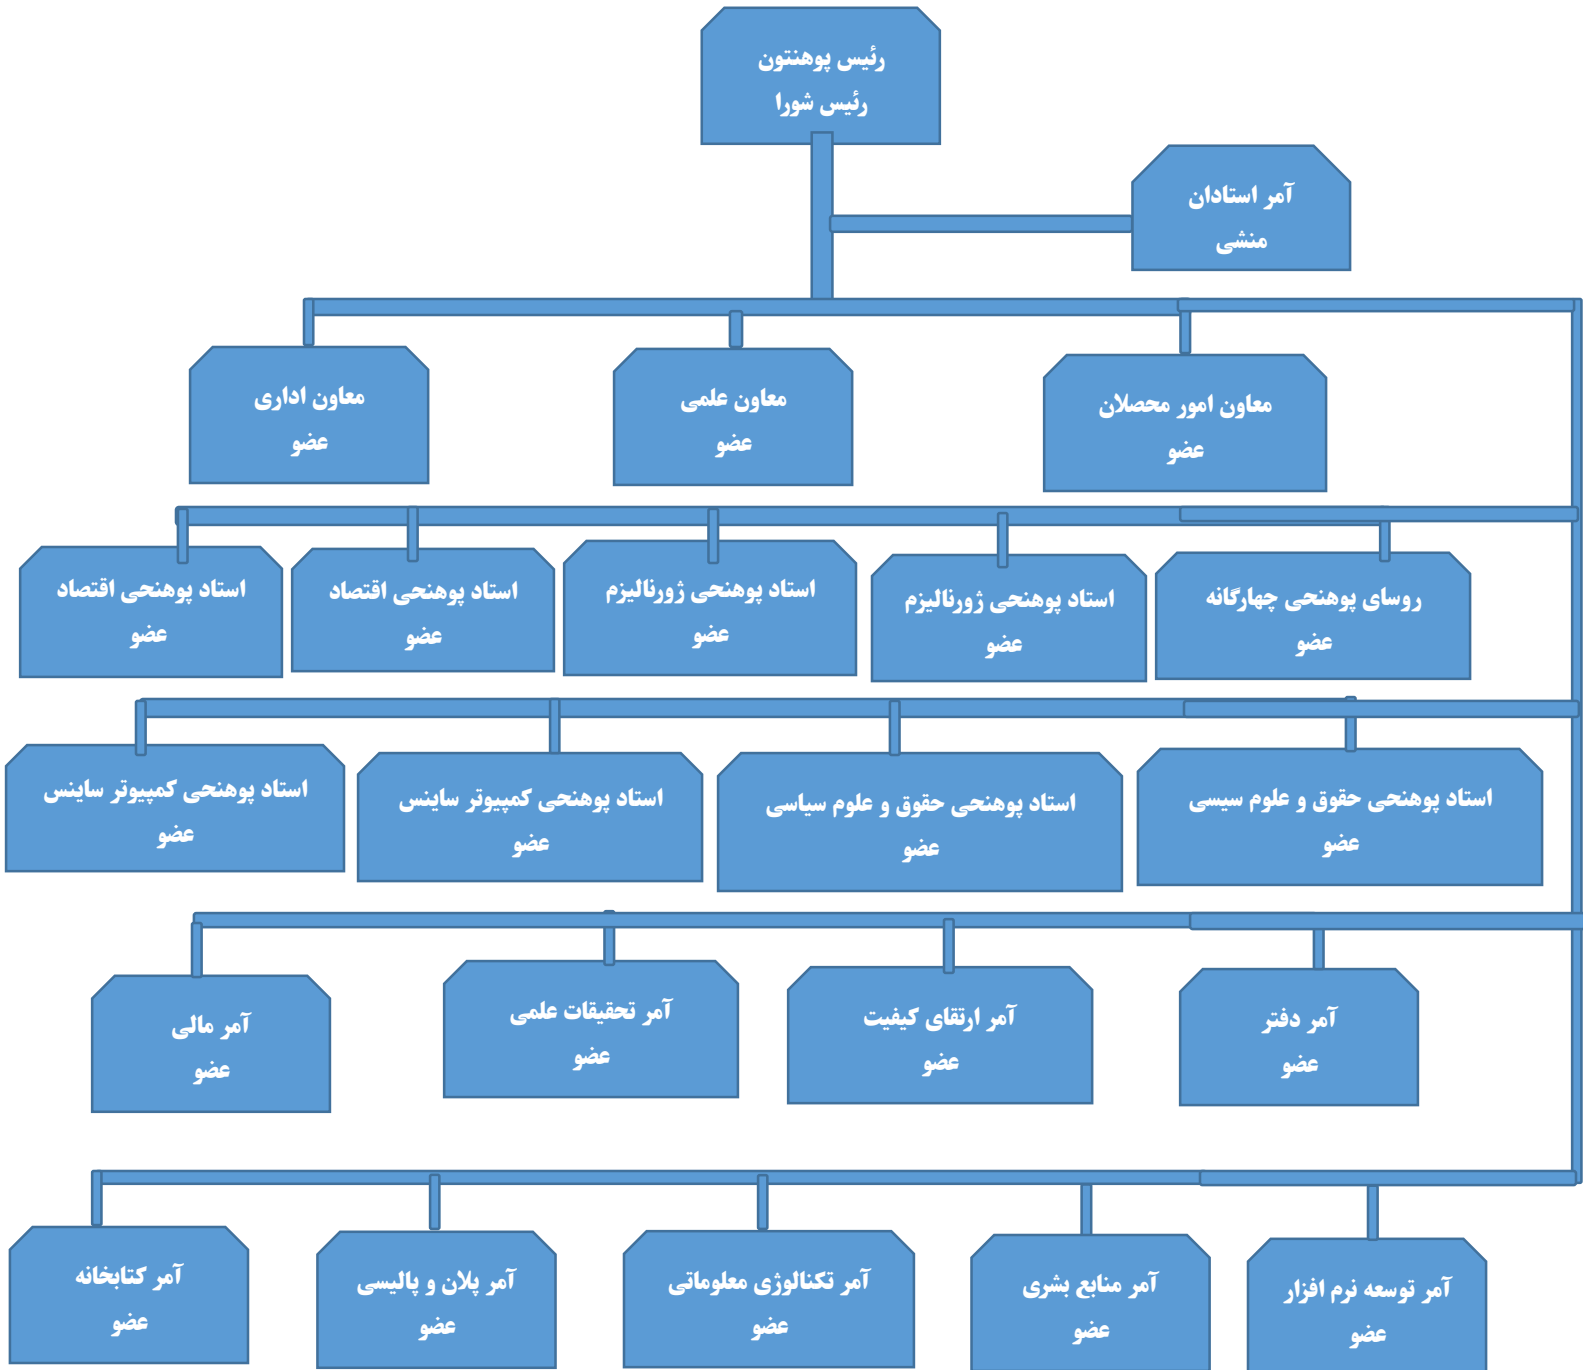 رئیس پوهنتون
رئیس شورا
آمر استادان
منشی
معاون امور محصلان
عضو
معاون علمی
عضو
معاون اداری
عضو
روسای پوهنحی چهارگانه
عضو
استاد پوهنحی ژورنالیزم
عضو
استاد پوهنحی ژورنالیزم
عضو
استاد پوهنحی اقتصاد
عضو
استاد پوهنحی اقتصاد
عضو
استاد پوهنحی حقوق و علوم سیسی
عضو
استاد پوهنحی حقوق و علوم سیاسی
عضو
استاد پوهنحی کمپیوتر ساینس
عضو
استاد پوهنحی کمپیوتر ساینس
عضو
آمر دفتر
عضو
آمر ارتقای کیفیت
عضو
آمر تحقیقات علمی
عضو
آمر مالی
عضو
آمر توسعه نرم افزار
عضو
آمر منابع بشری
عضو
آمر تکنالوژی معلوماتی
عضو
آمر پلان و پالیسی
عضو
آمر کتابخانه
عضو